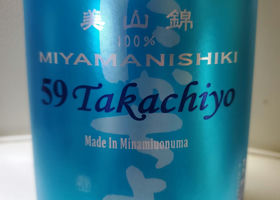 美山錦
100%
MIYAMANISHIKI
59 Takachiyo
Made In Minamiuonuma